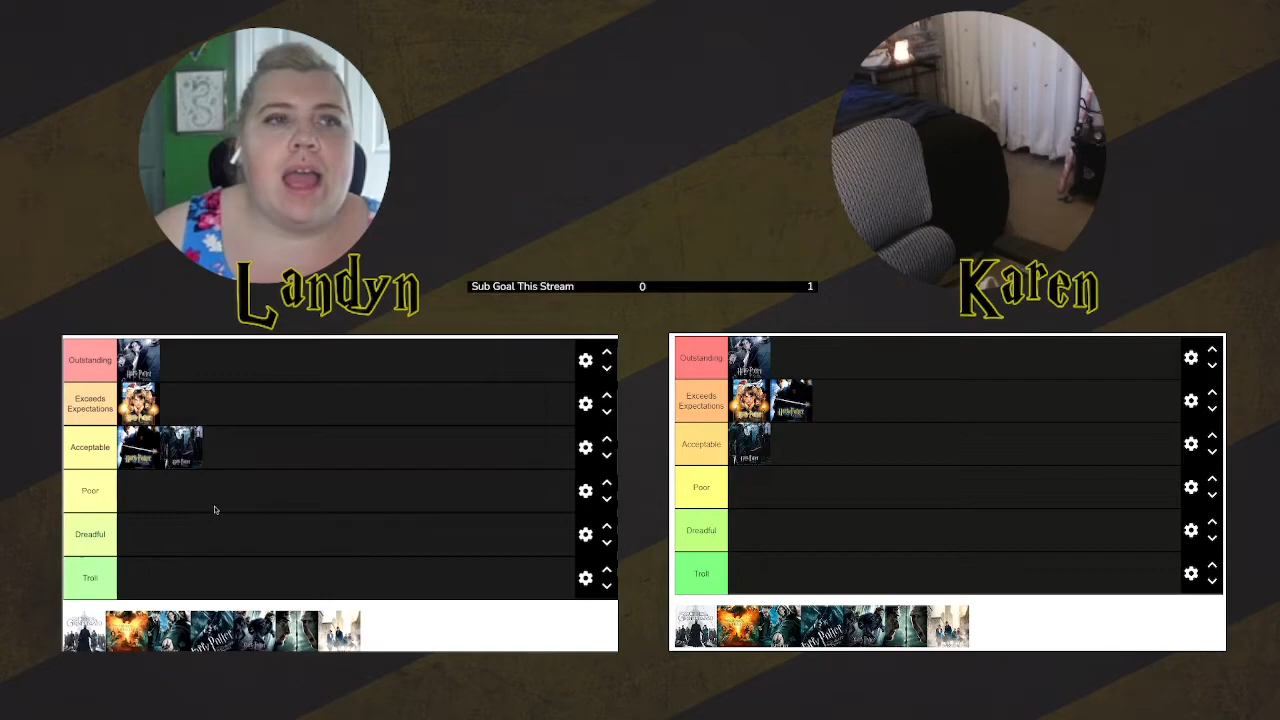 Landyn
Karen
Sub Goal This Stream 0 1
Outstanding
Exceeds
Expectations
Acceptable
Poor
Dreadful
Troll
Outstanding
Exceeds
Expectations
Acceptable
Poor
Dreadful
Troll